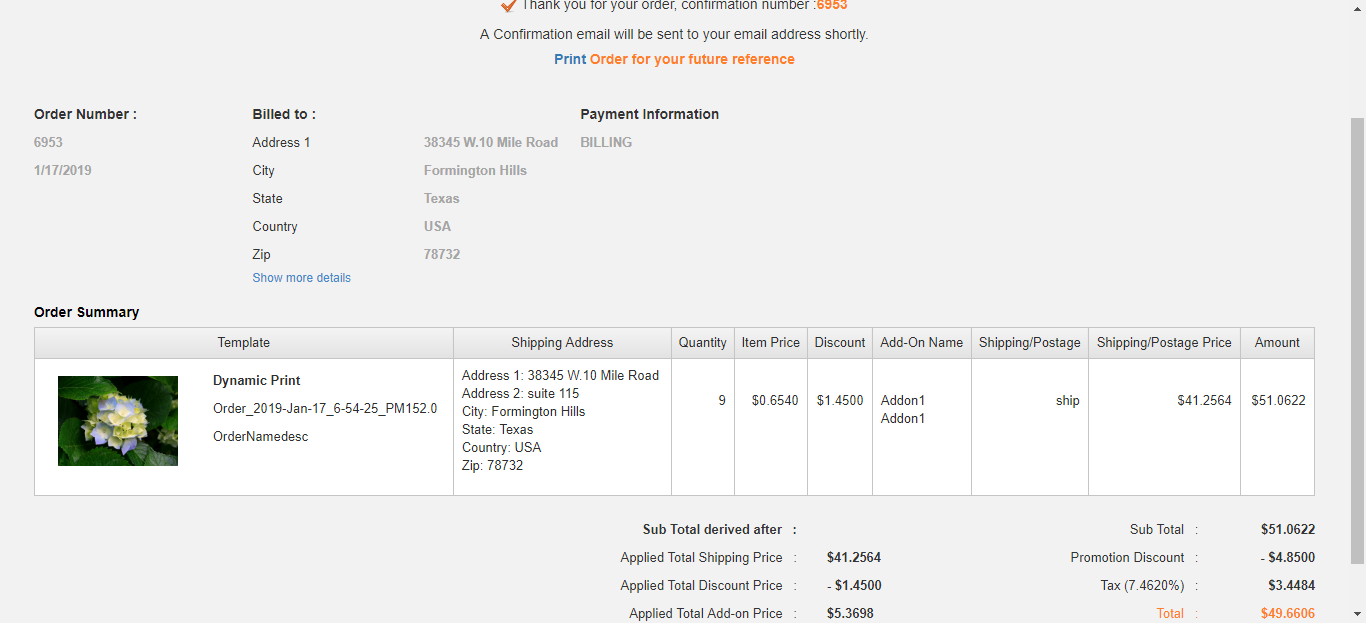 Thank you for your order, confirmation number :6953
A Confirmation email will be sent to your email address shortly.
Print Order for your future reference
Order Number :
6953
1/17/2019
Billed to :
Address 1 38345 W.10 Mile Road
City Formington Hills
State Texas
Country USA
Zip 78732
Show more details
Payment Information
BILLING
Order Summary
Template Shipping Address Quantity Item Price Discount Add-On Name Shipping/Postage Shipping/Postage Price Amount
Dynamic Print
Order_2019-Jan-17_6-54-25_PM152.0
OrderNamedesc
Address 1: 38345 W.10 Mile Road
Address 2: suite 115
City: Formington Hills
State: Texas
Country: USA
Zip: 78732
9 $0.6540 $1.4500 Addon1 ship $41.2564 $51.0622
Addon1
Sub Total derived after :
Applied Total Shipping Price : $41.2564
Applied Total Discount Price : - $1.4500
Applied Total Add-on Price : $5.3698
Sub Total : $51.0622
Promotion Discount : - $4.8500
Tax (7.4620%) : $3.4484
Total : $49.6606